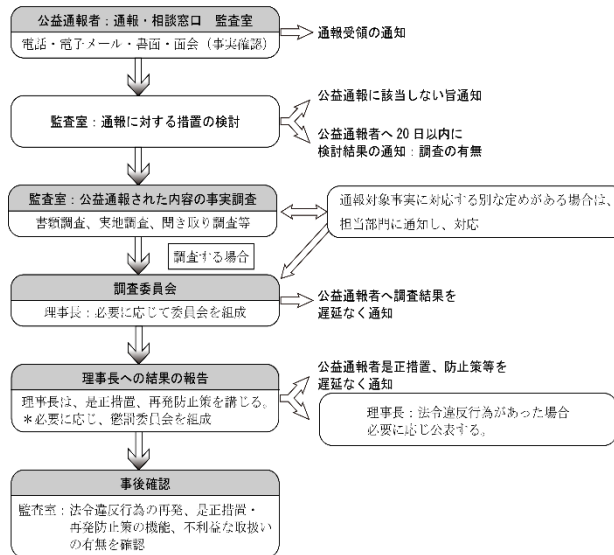 公益通報者：通報・相談窓口　監査室
電話・電子メール・書面・面会（事実確認）
通報受領の通知
監査室：通報に対する措置の検討
公益通報に該当しない旨通知
公益通報者へ 20 日以内に
検討結果の通知：調査の有無
監査室：公益通報された内容の事実調査
書類調査、実地調査、聞き取り調査等
通報対象事実に対応する別な定めがある場合は、
担当部門に通知し、対応
調査する場合
調査委員会
理事長：必要に応じて委員会を組成
公益通報者へ調査結果を
遅延なく通知
理事長への結果の報告
理事長は、是正措置、再発防止策を講じる。
＊必要に応じ、懲罰委員会を組成
公益通報者是正措置、防止策等を
遅延なく通知
理事長：法令違反行為があった場合
必要に応じ公表する。
事後確認
監査室：法令違反行為の再発、是正措置・
再発防止策の機能、不利益な取扱い
の有無を確認